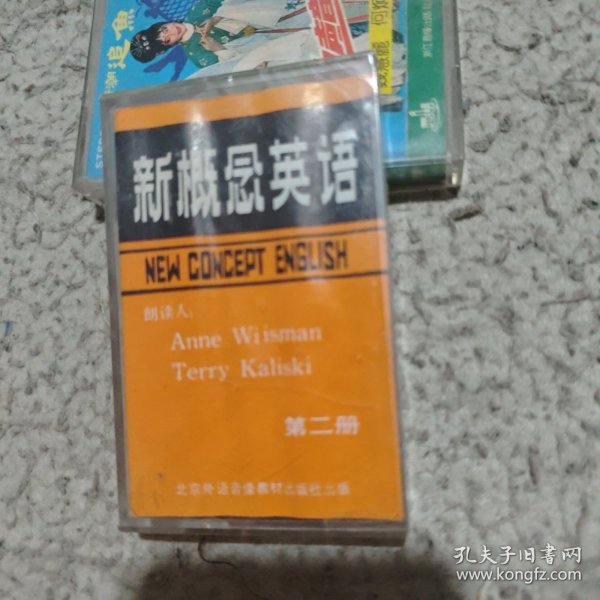 追鱼
新概念英语
NEW CONCEPT ENGLISH
朗读人:
Anne Wiisman
Terry Kaliski
第二册
北京外语音像教材出版社出版
孔夫子旧书网
www.kongfz.com